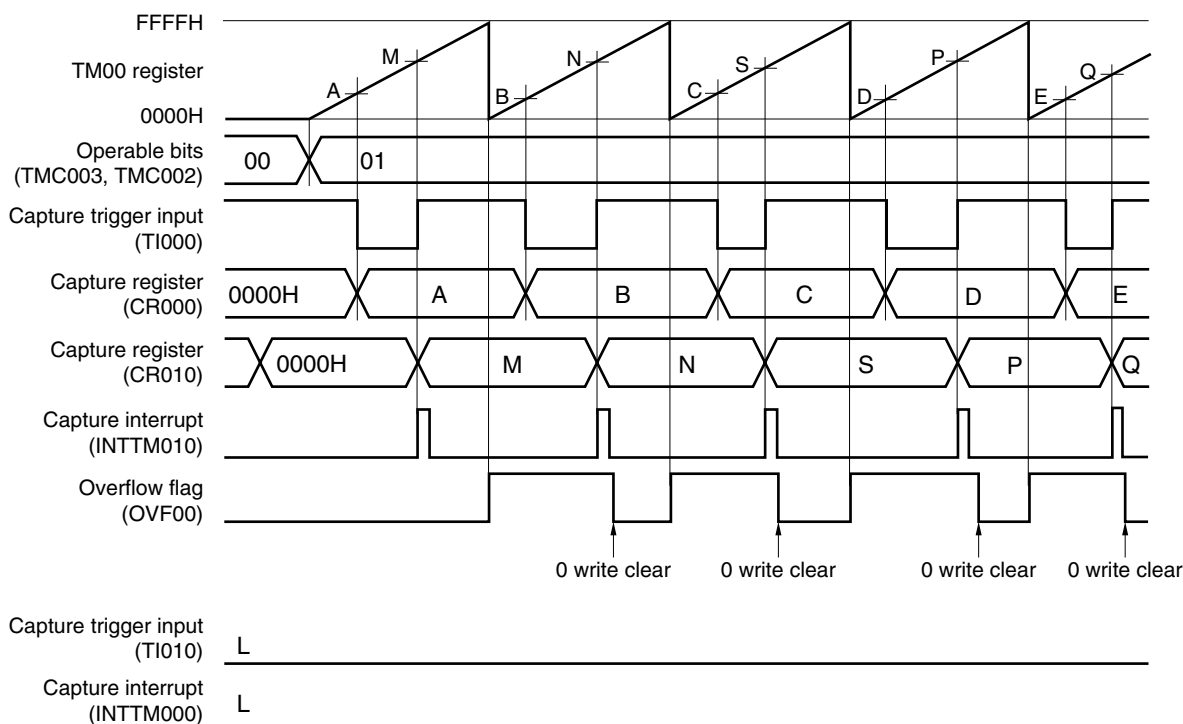 FFFFH
TM00 register
0000H
A M B N C S D P E Q
Operable bits
(TMC003, TMC002)
00 01
Capture trigger input
(TI000)
Capture register
(CR000)
0000H A B C D E
Capture register
(CR010)
0000H M N S P Q
Capture interrupt
(INTTM010)
Overflow flag
(OVF00)
0 write clear 0 write clear 0 write clear 0 write clear
Capture trigger input
(TI010)
L
Capture interrupt
(INTTM000)
L